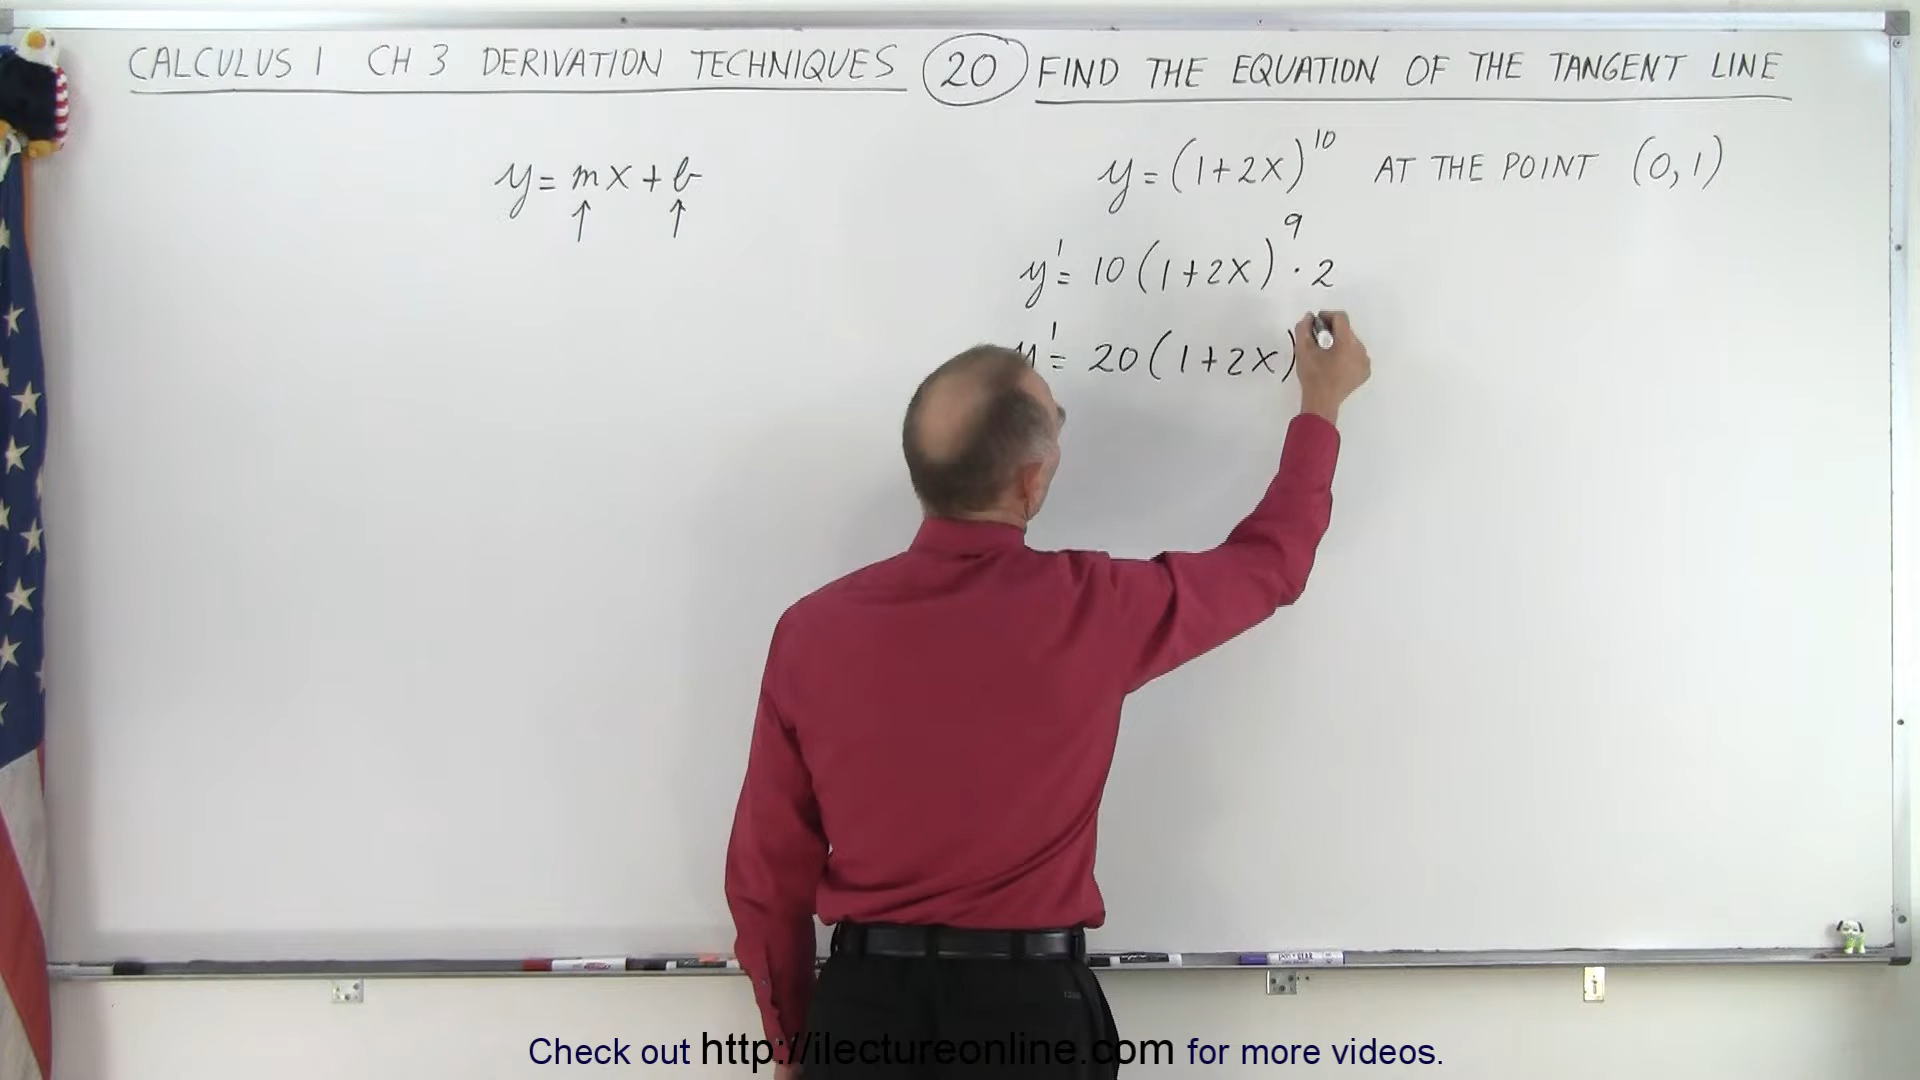 CALCULUS 1 CH 3 DERIVATION TECHNIQUES 20 FIND THE EQUATION OF THE TANGENT LINE
y = mx + b
↑ ↑
y = (1+2x)^10 AT THE POINT (0,1)
y' = 10(1+2x)^9 · 2
y' = 20(1+2x)
Check out http://ilectureonline.com for more videos.